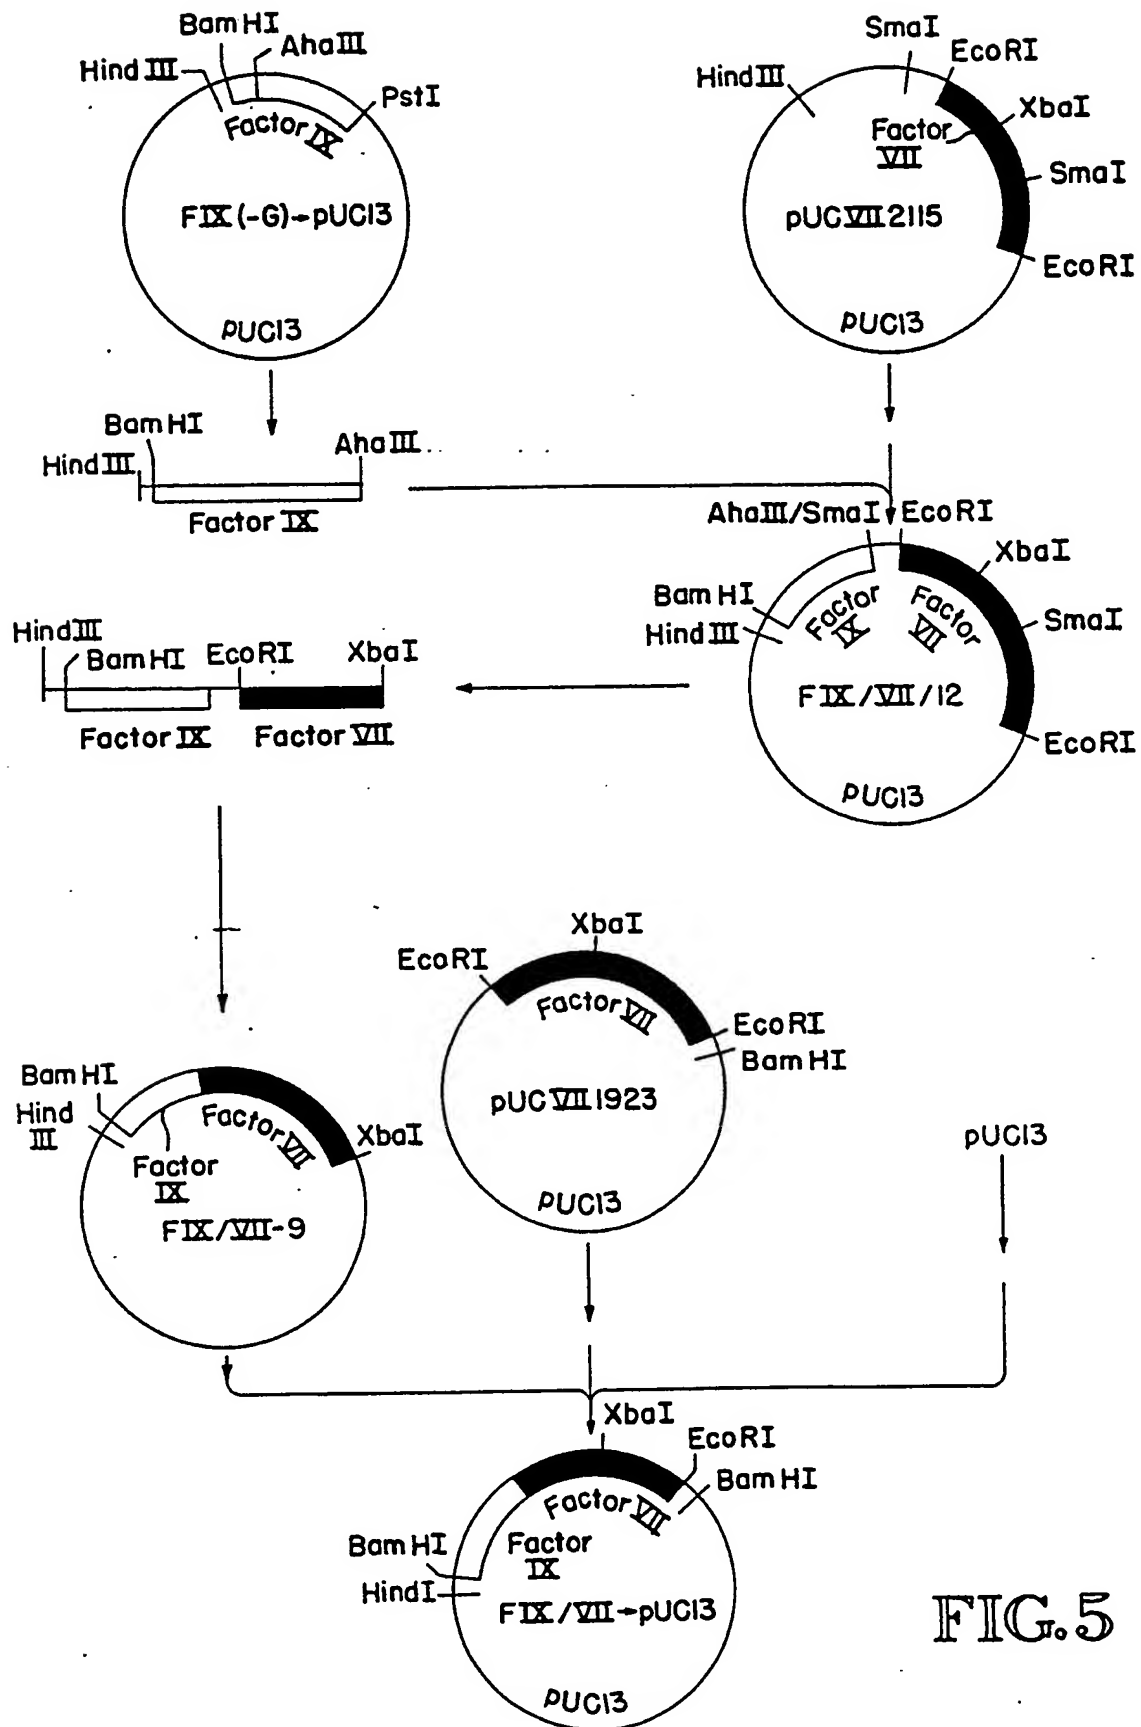 BamHI
AhaIII
HindIII
PstI
Factor
IX
FIX(-G)→pUC13
pUC13
SmaI
EcoRI
HindIII
XbaI
Factor
VII
SmaI
pUCVII2115
EcoRI
pUC13
BamHI
AhaIII
HindIII
Factor IX
AhaIII/SmaI
EcoRI
XbaI
BamHI
HindIII
Factor
IX
Factor
VII
SmaI
FIX/VII/12
EcoRI
pUC13
HindIII
BamHI
EcoRI
XbaI
Factor IX
Factor VII
XbaI
EcoRI
Factor VII
EcoRI
BamHI
pUCVII1923
pUC13
BamHI
Hind
III
Factor VII
XbaI
Factor
IX
FIX/VII-9
pUC13
XbaI
EcoRI
BamHI
Factor VII
BamHI
Factor
IX
HindI
FIX/VII→pUC13
pUC13
FIG.5